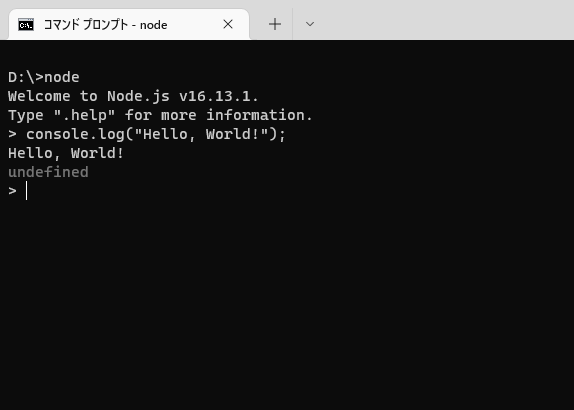 コマンド プロンプト - node
D:\>node
Welcome to Node.js v16.13.1.
Type ".help" for more information.
> console.log("Hello, World!");
Hello, World!
undefined
>